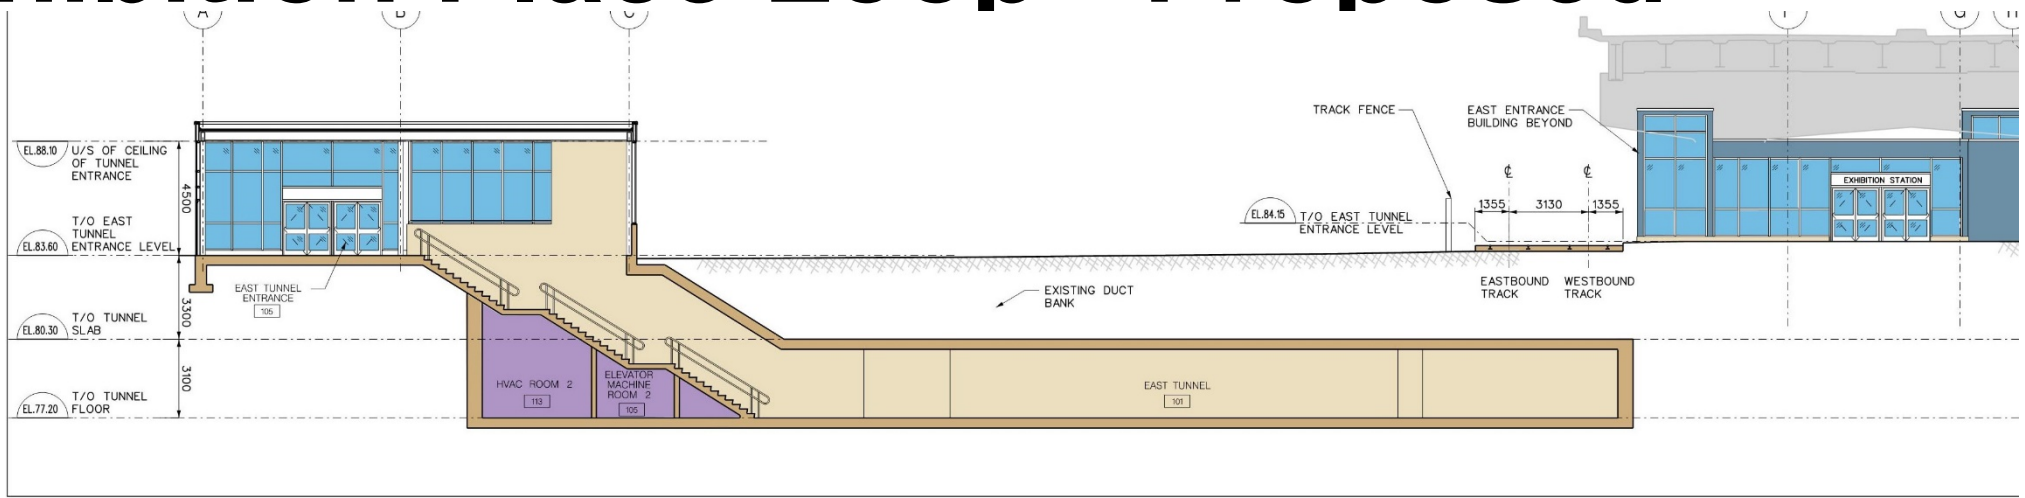 A
B
C
F
G
EL.88.10
U/S OF CEILING
OF TUNNEL
ENTRANCE
4500
T/O EAST
TUNNEL
ENTRANCE LEVEL
EL.83.60
EAST TUNNEL
ENTRANCE
105
3300
T/O TUNNEL
SLAB
EL.80.30
3100
T/O TUNNEL
FLOOR
EL.77.20
HVAC ROOM 2
113
ELEVATOR
MACHINE
ROOM 2
105
EAST TUNNEL
101
EXISTING DUCT
BANK
EL.84.15
T/O EAST TUNNEL
ENTRANCE LEVEL
TRACK FENCE
EAST ENTRANCE
BUILDING BEYOND
1355
3130
1355
EASTBOUND
TRACK
WESTBOUND
TRACK
EXHIBITION STATION